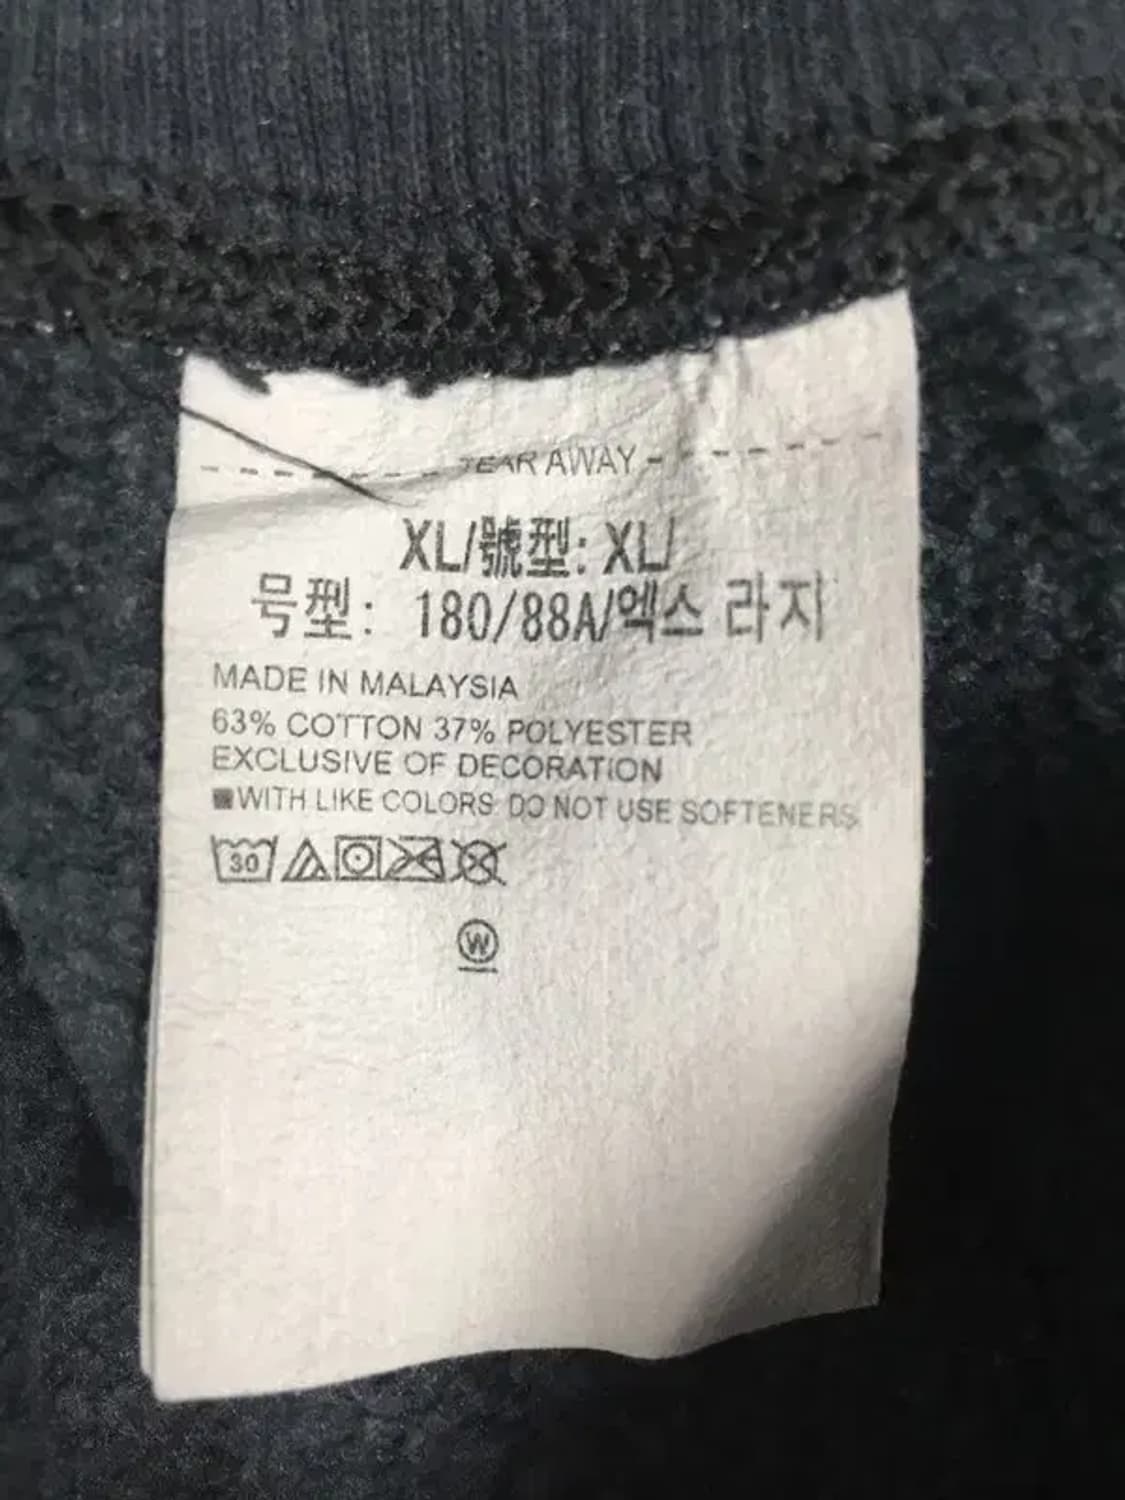 TEAR AWAY
XL/號型: XL/
号型: 180/88A/엑스 라지
MADE IN MALAYSIA
63% COTTON 37% POLYESTER
EXCLUSIVE OF DECORATION
WITH LIKE COLORS DO NOT USE SOFTENERS
30
W